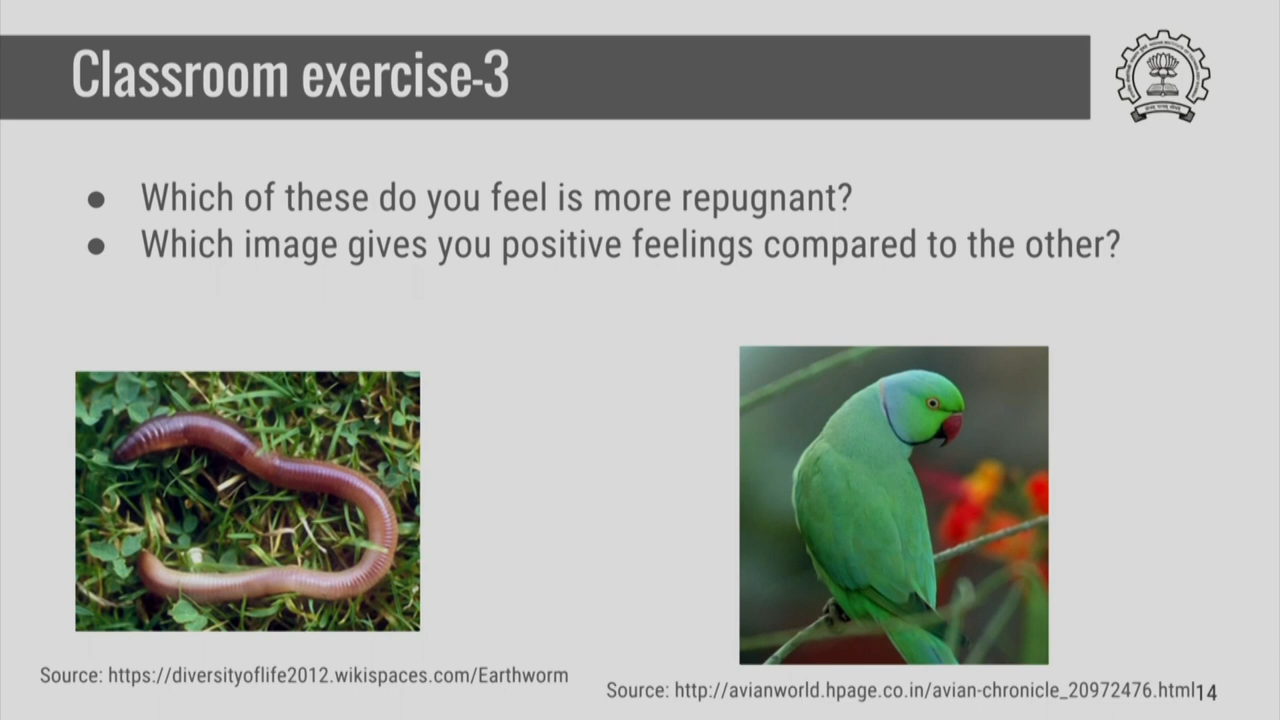 Classroom exercise-3
● Which of these do you feel is more repugnant?
● Which image gives you positive feelings compared to the other?
Source: https://diversityoflife2012.wikispaces.com/Earthworm
Source: http://avianworld.hpage.co.in/avian-chronicle_20972476.html
14